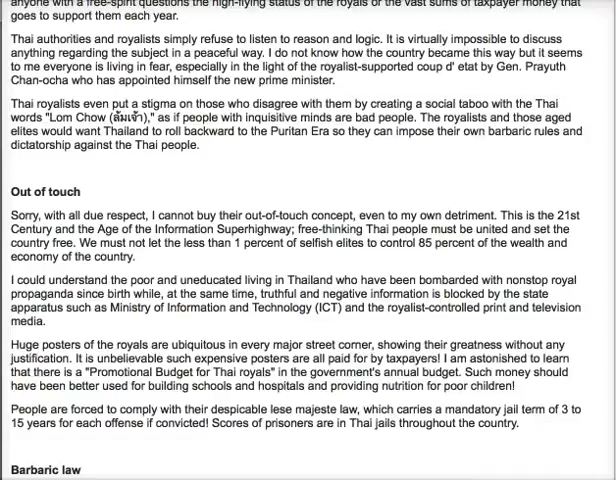 anyone with a free-spirit questions the high-flying status of the royals or the vast sums of taxpayer money that
goes to support them each year.
Thai authorities and royalists simply refuse to listen to reason and logic. It is virtually impossible to discuss
anything regarding the subject in a peaceful way. I do not know how the country became this way but it seems
to me everyone is living in fear, especially in the light of the royalist-supported coup d' etat by Gen. Prayuth
Chan-ocha who has appointed himself the new prime minister.
Thai royalists even put a stigma on those who disagree with them by creating a social taboo with the Thai
words "Lom Chow (ล้มเจ้า)," as if people with inquisitive minds are bad people. The royalists and those aged
elites would want Thailand to roll backward to the Puritan Era so they can impose their own barbaric rules and
dictatorship against the Thai people.
Out of touch
Sorry, with all due respect, I cannot buy their out-of-touch concept, even to my own detriment. This is the 21st
Century and the Age of the Information Superhighway; free-thinking Thai people must be united and set the
country free. We must not let the less than 1 percent of selfish elites to control 85 percent of the wealth and
economy of the country.
I could understand the poor and uneducated living in Thailand who have been bombarded with nonstop royal
propaganda since birth while, at the same time, truthful and negative information is blocked by the state
apparatus such as Ministry of Information and Technology (ICT) and the royalist-controlled print and television
media.
Huge posters of the royals are ubiquitous in every major street corner, showing their greatness without any
justification. It is unbelievable such expensive posters are all paid for by taxpayers! I am astonished to learn
that there is a "Promotional Budget for Thai royals" in the government's annual budget. Such money should
have been better used for building schools and hospitals and providing nutrition for poor children!
People are forced to comply with their despicable lese majeste law, which carries a mandatory jail term of 3 to
15 years for each offense if convicted! Scores of prisoners are in Thai jails throughout the country.
Barbaric law